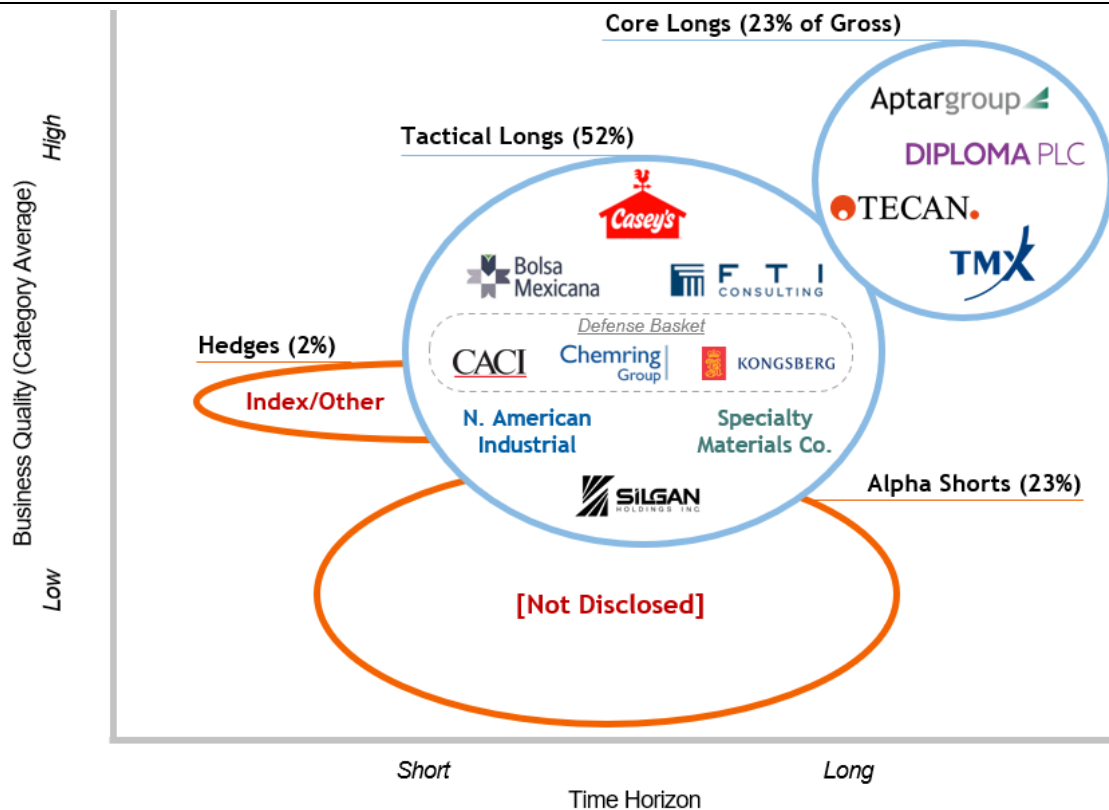 Core Longs (23% of Gross)
Aptargroup
DIPLOMA PLC
TECAN.
TMX
Tactical Longs (52%)
Casey's
Bolsa
Mexicana
F T I
CONSULTING
Defense Basket
CACI
Chemring
Group
KONGSBERG
N. American
Industrial
Specialty
Materials Co.
SILGAN
HOLDINGS INC
Hedges (2%)
Index/Other
Alpha Shorts (23%)
[Not Disclosed]
Business Quality (Category Average)
High
Low
Short
Long
Time Horizon